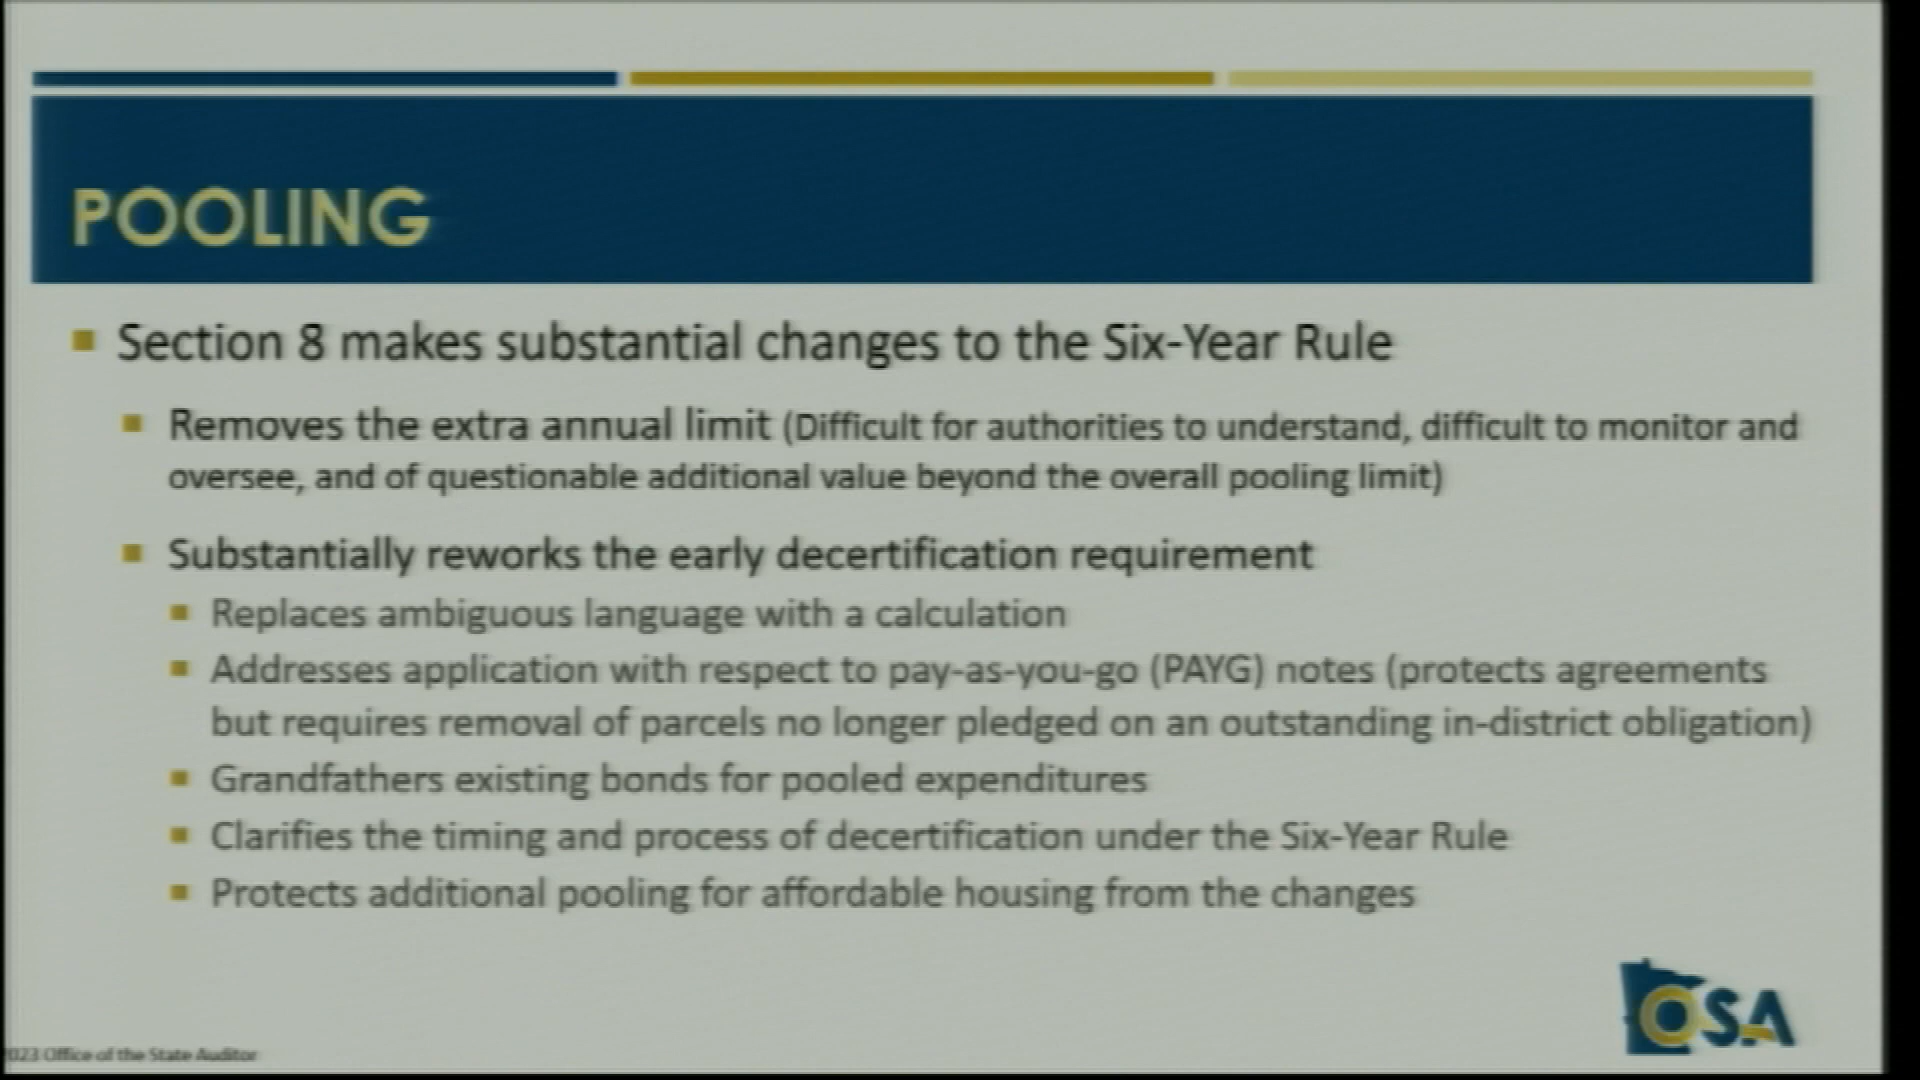 POOLING
Section 8 makes substantial changes to the Six-Year Rule
Removes the extra annual limit (Difficult for authorities to understand, difficult to monitor and
oversee, and of questionable additional value beyond the overall pooling limit)
Substantially reworks the early decertification requirement
Replaces ambiguous language with a calculation
Addresses application with respect to pay-as-you-go (PAYG) notes (protects agreements
but requires removal of parcels no longer pledged on an outstanding in-district obligation)
Grandfathers existing bonds for pooled expenditures
Clarifies the timing and process of decertification under the Six-Year Rule
Protects additional pooling for affordable housing from the changes
OSA
023 Office of the State Auditor